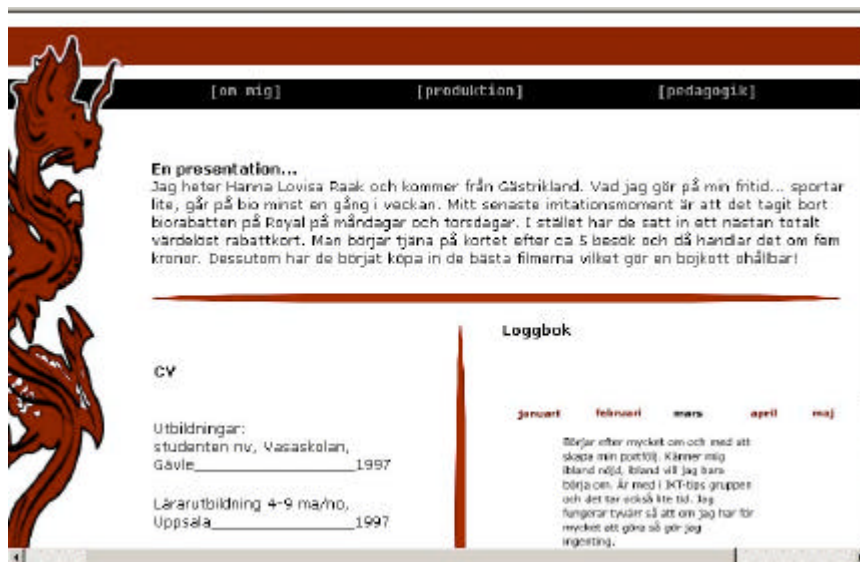 [om mig] [produktion] [pedagogik]
En presentation...
Jag heter Hanna Lovisa Raak och kommer från Gästrikland. Vad jag gör på min fritid... sportar
lite, går på bio minst en gång i veckan. Mitt senaste irritationsmoment är att det tagit bort
biorabatten på Royal på måndagar och torsdagar. I stället har de satt in ett nästan totalt
värdelöst rabattkort. Man börjar tjäna på kortet efter ca 5 besök och då handlar det om fem
kronor. Dessutom har de börjat köpa in de bästa filmerna vilket gör en bojkott ohållbar!
CV
Utbildningar:
studenten nv, Vasaskolan,
Gävle___________________1997
Lärarutbildning 4-9 ma/no,
Uppsala_________________1997
Loggbok
januari februari mars april maj
Börjar efter mycket om och med att
skapa min portfölj. Känner mig
ibland nöjd, ibland vill jag bara
börja om. Är med i IKT-tips gruppen
och det tar också lite tid. Jag
fungerar tyvärr så att om jag har för
mycket att göra så gör jag
ingenting.